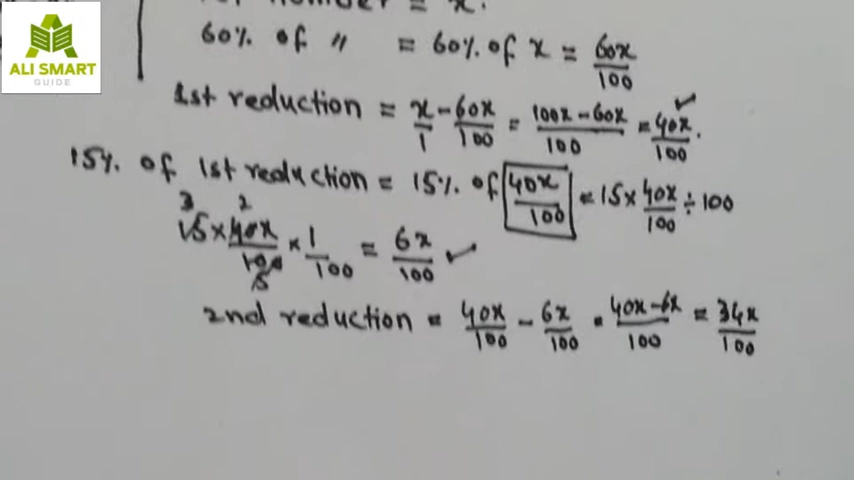 ALI SMART
GUIDE
= x.
60% of " = 60% of x = 60x/100
1st reduction = x/1 - 60x/100 = 100x - 60x/100 = 40x/100.
15% of 1st reduction = 15% of 40x/100 = 15 × 40x/100 ÷ 100
3 2
15 × 40x/100 × 1/100 = 6x/100
5
2nd reduction = 40x/100 - 6x/100 = 40x - 6x/100 = 34x/100